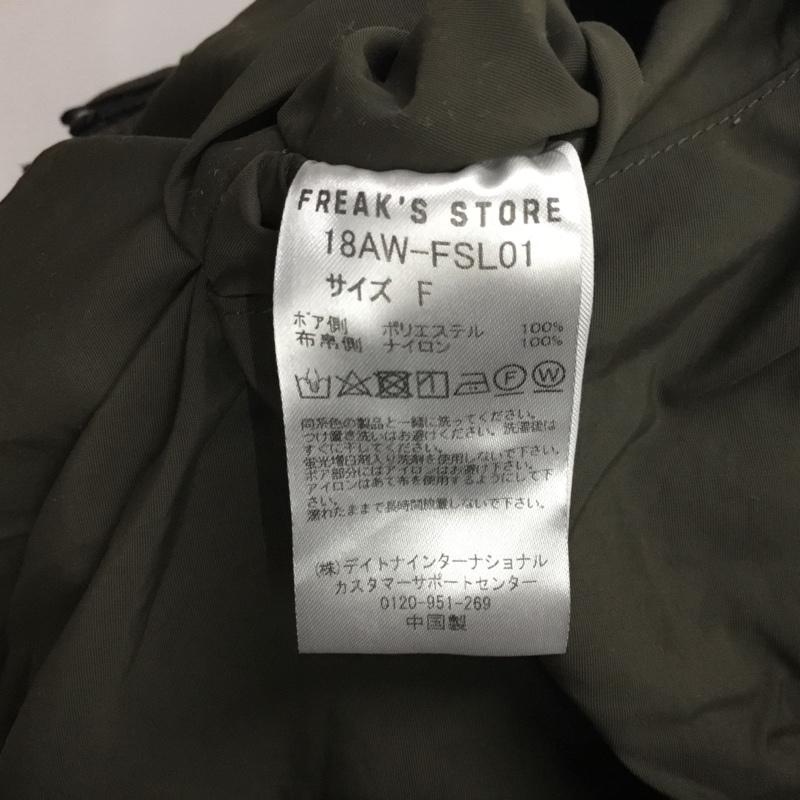 FREAK'S STORE
18AW-FSL01
サイズ F
ボア側 ポリエステル 100%
布帛側 ナイロン 100%
F W
同系色の製品と一緒に洗ってください。
つけ置き洗いはお避けください。洗濯後は
すぐに干してください。
蛍光増白剤入り洗剤を使用しないで下さい。
ボア部分にはアイロンはお避け下さい。
アイロンはあて布を使用するようにして下
さい。
濡れたままで長時間放置しないで下さい。
(株)デイトナインターナショナル
カスタマーサポートセンター
0120-951-269
中国製